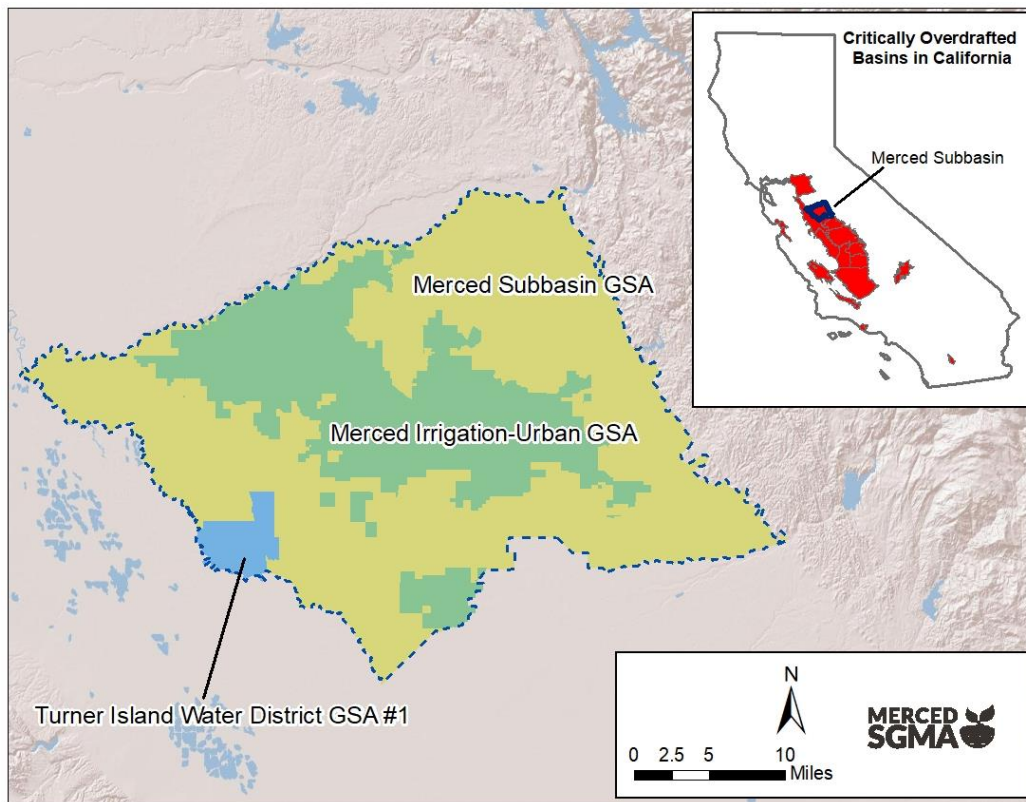 Critically Overdrafted
Basins in California
Merced Subbasin
Merced Subbasin GSA
Merced Irrigation-Urban GSA
Turner Island Water District GSA #1
N
0 2.5 5 10
Miles
MERCED
SGMA